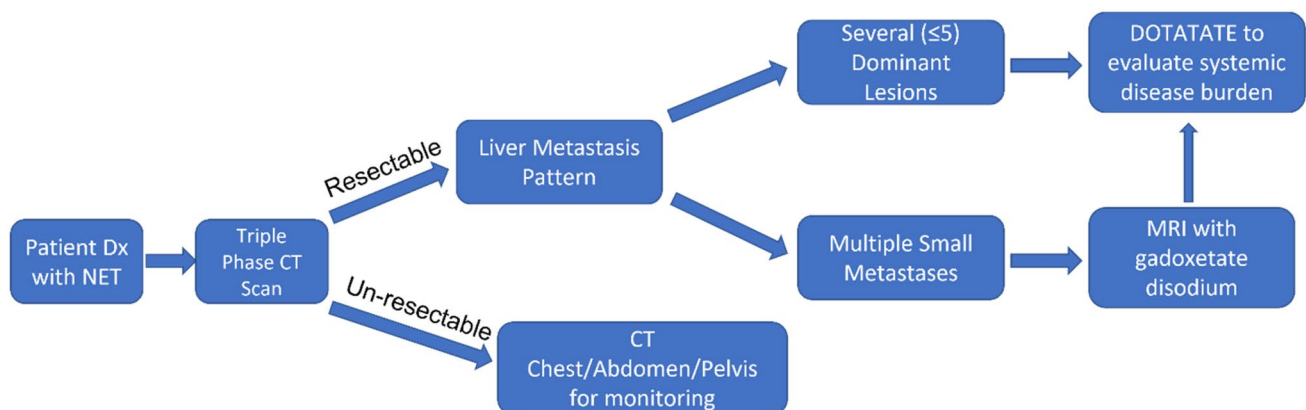 Patient Dx
with NET
Triple
Phase CT
Scan
Resectable
Un-resectable
Liver Metastasis
Pattern
CT
Chest/Abdomen/Pelvis
for monitoring
Several (≤5)
Dominant
Lesions
Multiple Small
Metastases
DOTATATE to
evaluate systemic
disease burden
MRI with
gadoxetate
disodium